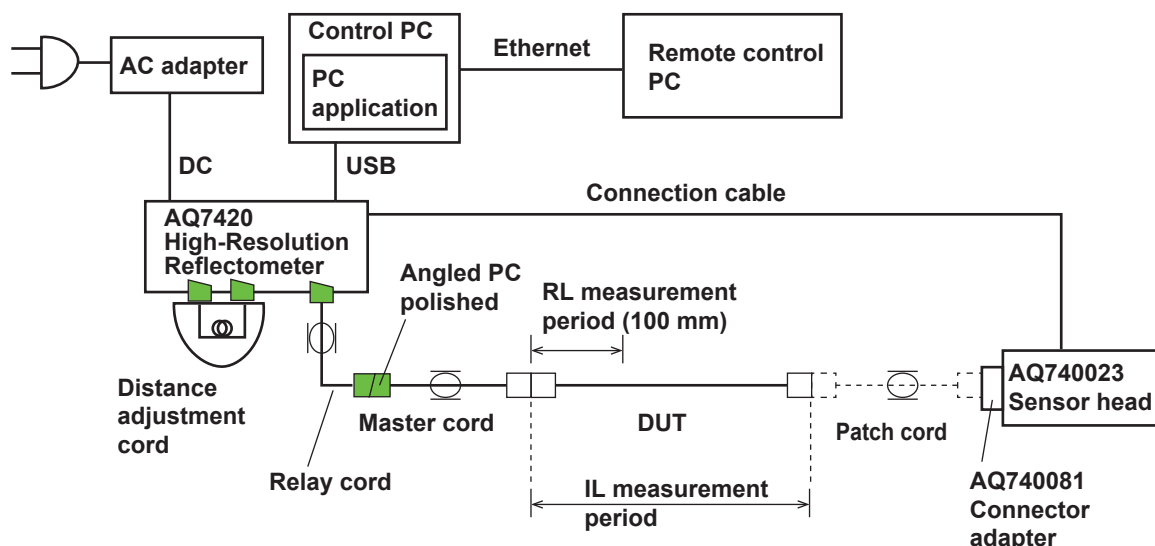 Control PC
PC
application
Ethernet
Remote control
PC
AC adapter
DC
USB
Connection cable
AQ7420
High-Resolution
Reflectometer
Angled PC
polished
RL measurement
period (100 mm)
Distance
adjustment
cord
Master cord
DUT
Patch cord
AQ740023
Sensor head
Relay cord
IL measurement
period
AQ740081
Connector
adapter